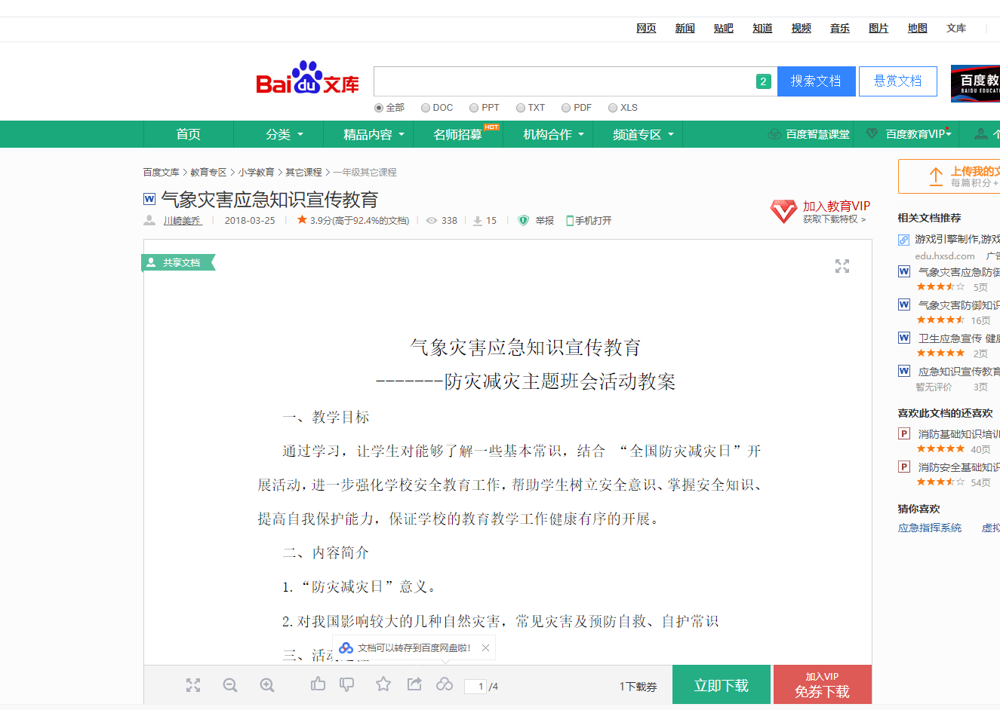 网页 新闻 贴吧 知道 视频 音乐 图片 地图 文库
Baidu文库
2 搜索文档 悬赏文档
百度教
BAIDU EDUCAT
全部 DOC PPT TXT PDF XLS
首页 分类 精品内容 名师招募 HOT 机构合作 频道专区 百度智慧课堂 百度教育VIP 个
百度文库 > 教育专区 > 小学教育 > 其它课程 > 一年级其它课程
W 气象灾害应急知识宣传教育
川崎美乔 2018-03-25 3.9分(高于92.4%的文档) 338 15 举报 手机打开
加入教育VIP
获取下载特权 >
共享文档
气象灾害应急知识宣传教育
-------防灾减灾主题班会活动教案
一、教学目标
通过学习，让学生对能够了解一些基本常识，结合 “全国防灾减灾日”开
展活动，进一步强化学校安全教育工作，帮助学生树立安全意识、掌握安全知识、
提高自我保护能力，保证学校的教育教学工作健康有序的开展。
二、内容简介
1. “防灾减灾日”意义。
2.对我国影响较大的几种自然灾害，常见灾害及预防自救、自护常识
三、活动
文档可以转存到百度网盘啦!
1 /4
1下载券
立即下载
加入VIP
免券下载
上传我的文
每篇积分+
相关文档推荐
游戏引擎制作,游戏
edu.hxsd.com 广告
W 气象灾害应急防御
5页
W 气象灾害防御知识
16页
W 卫生应急宣传 健康
2页
W 应急知识宣传教育
暂无评价 3页
喜欢此文档的还喜欢
P 消防基础知识培训
40页
P 消防安全基础知识
54页
猜你喜欢
应急指挥系统 虚拟